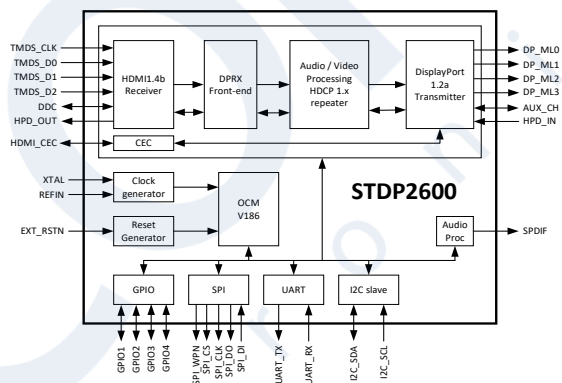 TMDS_CLK
TMDS_D0
TMDS_D1
TMDS_D2
DDC
HPD_OUT
HDMI_CEC
HDMI1.4b
Receiver
DPRX
Front-end
Audio / Video
Processing
HDCP 1.x
repeater
DisplayPort
1.2a
Transmitter
CEC
DP_ML0
DP_ML1
DP_ML2
DP_ML3
AUX_CH
HPD_IN
XTAL
REFIN
Clock
generator
EXT_RSTN
Reset
Generator
OCM
V186
STDP2600
Audio
Proc
SPDIF
GPIO
SPI
UART
I2C slave
GPIO1
GPIO2
GPIO3
GPIO4
SPI_WPN
SPI_CS
SPI_CLK
SPI_DO
SPI_DI
UART_TX
UART_RX
I2C_SDA
I2C_SCL